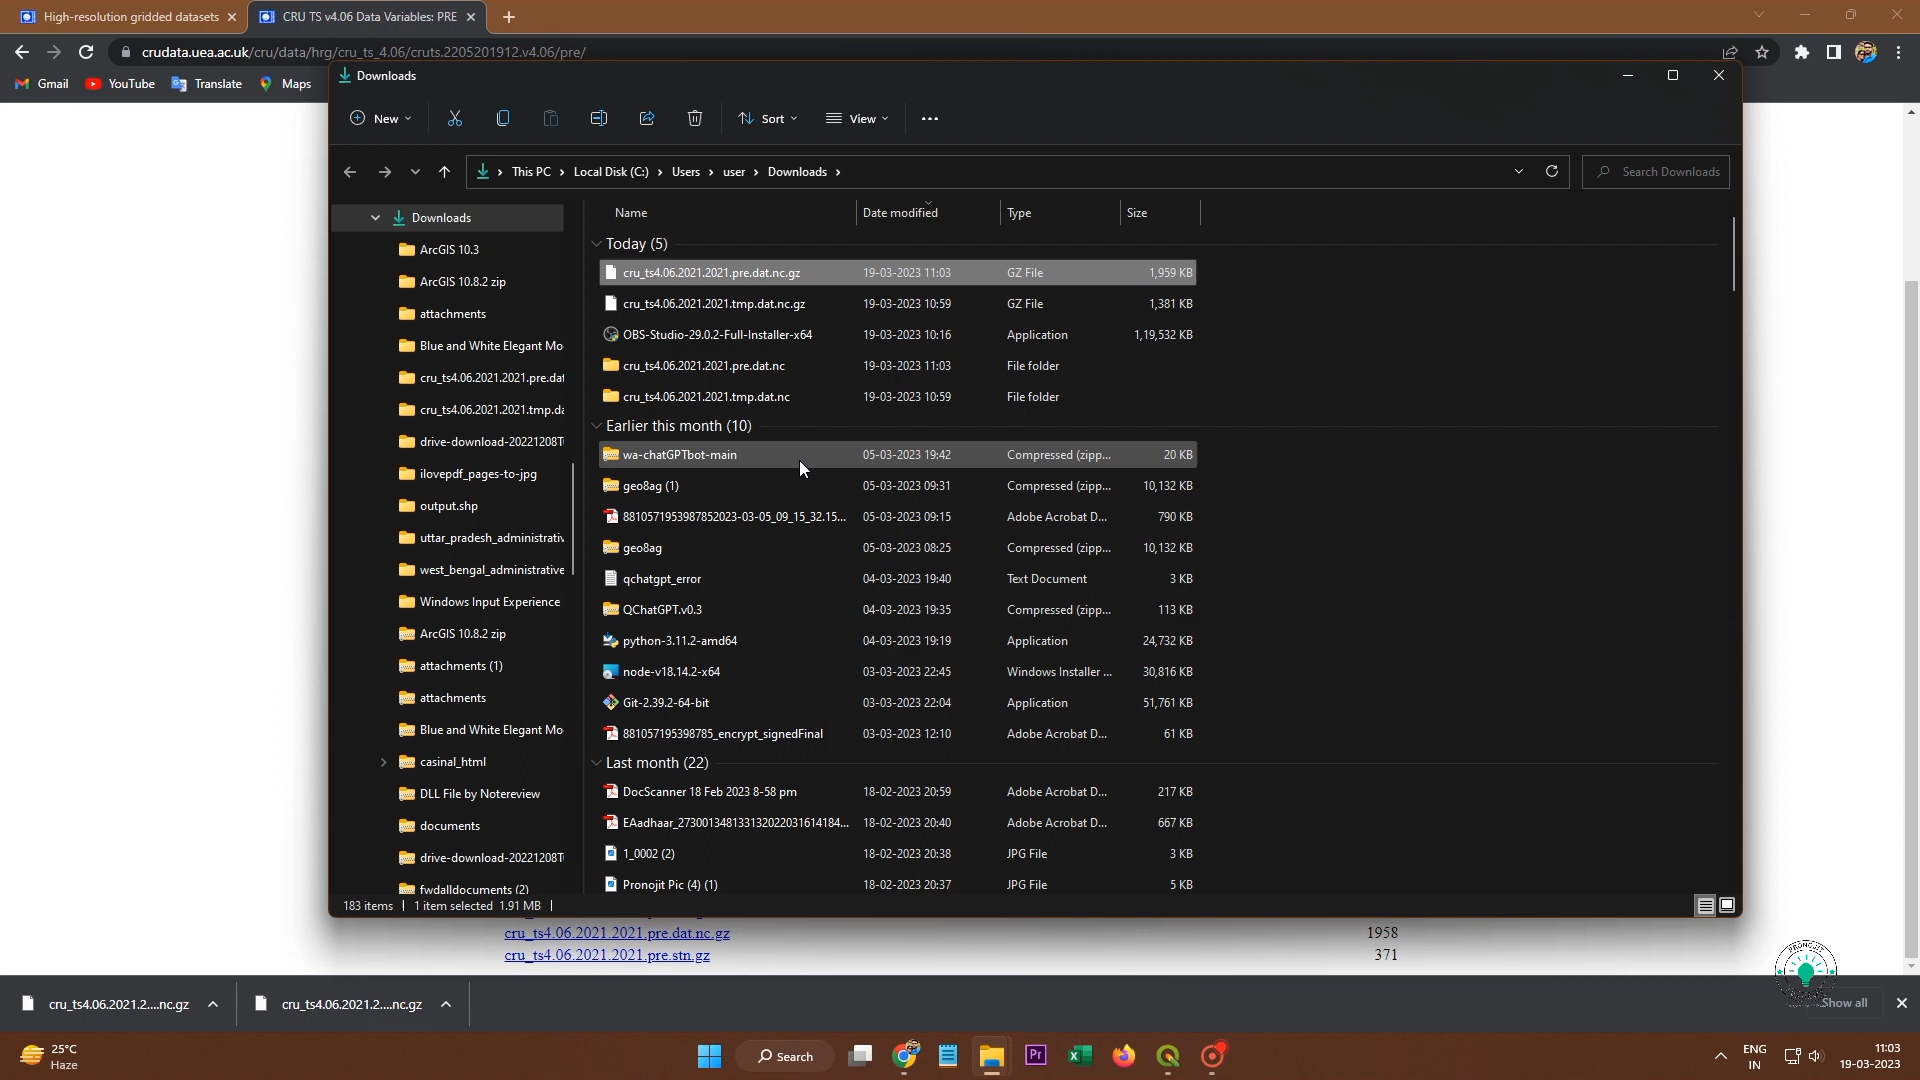 High-resolution gridded datasets
CRU TS v4.06 Data Variables: PRE
crudata.uea.ac.uk/cru/data/hrg/cru_ts_4.06/cruts.2205201912.v4.06/pre/
Gmail YouTube Translate Maps
Downloads
New Sort View
This PC > Local Disk (C:) > Users > user > Downloads >
Search Downloads
Downloads
ArcGIS 10.3
ArcGIS 10.8.2 zip
attachments
Blue and White Elegant Mo
cru_ts4.06.2021.2021.pre.dat
cru_ts4.06.2021.2021.tmp.da
drive-download-20221208T
ilovepdf_pages-to-jpg
output.shp
uttar_pradesh_administrativ
west_bengal_administrative
Windows Input Experience
ArcGIS 10.8.2 zip
attachments (1)
attachments
Blue and White Elegant Mo
casinal_html
DLL File by Notereview
documents
drive-download-20221208T
fwdalldocuments (2)
Name Date modified Type Size
Today (5)
cru_ts4.06.2021.2021.pre.dat.nc.gz 19-03-2023 11:03 GZ File 1,959 KB
cru_ts4.06.2021.2021.tmp.dat.nc.gz 19-03-2023 10:59 GZ File 1,381 KB
OBS-Studio-29.0.2-Full-Installer-x64 19-03-2023 10:16 Application 1,19,532 KB
cru_ts4.06.2021.2021.pre.dat.nc 19-03-2023 11:03 File folder
cru_ts4.06.2021.2021.tmp.dat.nc 19-03-2023 10:59 File folder
Earlier this month (10)
wa-chatGPTbot-main 05-03-2023 19:42 Compressed (zipp... 20 KB
geo8ag (1) 05-03-2023 09:31 Compressed (zipp... 10,132 KB
8810571953987852023-03-05_09_15_32.15... 05-03-2023 09:15 Adobe Acrobat D... 790 KB
geo8ag 05-03-2023 08:25 Compressed (zipp... 10,132 KB
qchatgpt_error 04-03-2023 19:40 Text Document 3 KB
QChatGPT.v0.3 04-03-2023 19:35 Compressed (zipp... 113 KB
python-3.11.2-amd64 04-03-2023 19:19 Application 24,732 KB
node-v18.14.2-x64 03-03-2023 22:45 Windows Installer ... 30,816 KB
Git-2.39.2-64-bit 03-03-2023 22:04 Application 51,761 KB
881057195398785_encrypt_signedFinal 03-03-2023 12:10 Adobe Acrobat D... 61 KB
Last month (22)
DocScanner 18 Feb 2023 8-58 pm 18-02-2023 20:59 Adobe Acrobat D... 217 KB
EAadhaar_273001348133132022031614184... 18-02-2023 20:40 Adobe Acrobat D... 667 KB
1_0002 (2) 18-02-2023 20:38 JPG File 3 KB
Pronojit Pic (4) (1) 18-02-2023 20:37 JPG File 5 KB
183 items 1 item selected 1.91 MB
cru_ts4.06.2021.2021.pre.dat.nc.gz 1958
cru_ts4.06.2021.2021.pre.stn.gz 371
PRONOJIT
cru_ts4.06.2021.2....nc.gz cru_ts4.06.2021.2....nc.gz Show all
25°C
Haze
Search
ENG
IN
11:03
19-03-2023